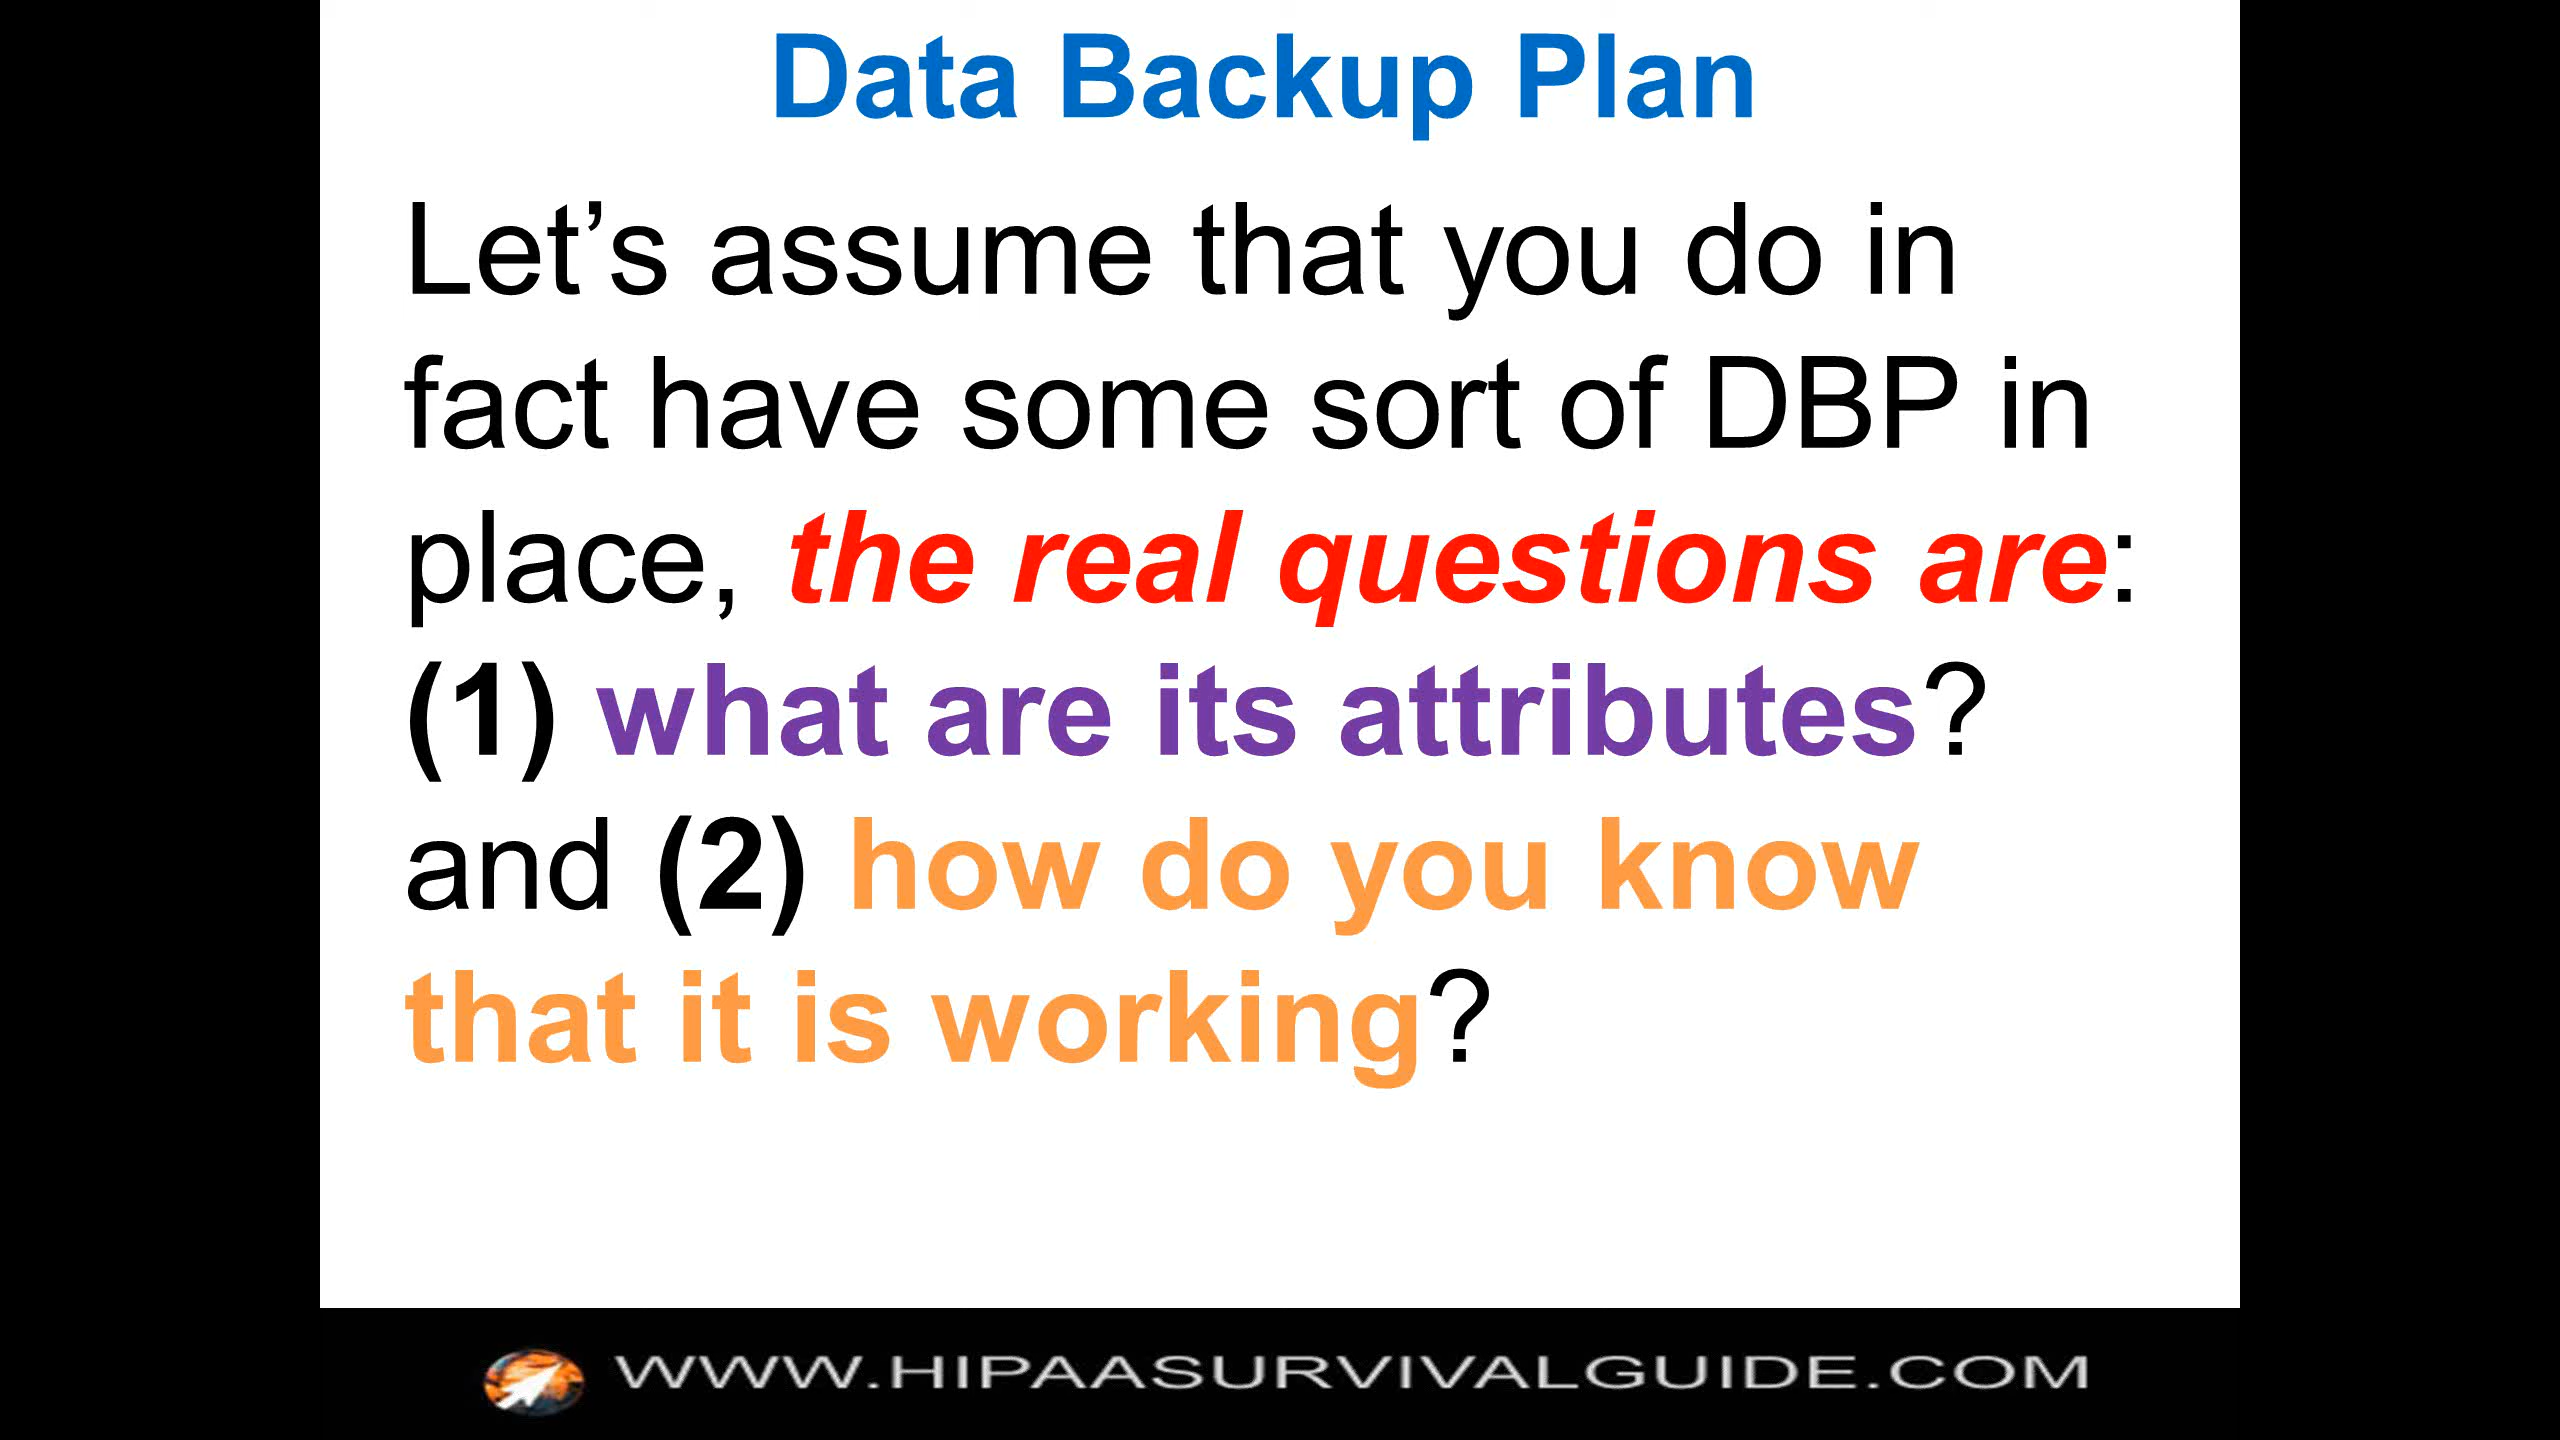 Data Backup Plan
Let’s assume that you do in
fact have some sort of DBP in
place, the real questions are:
(1) what are its attributes?
and (2) how do you know
that it is working?
WWW.HIPAASURVIVALGUIDE.COM